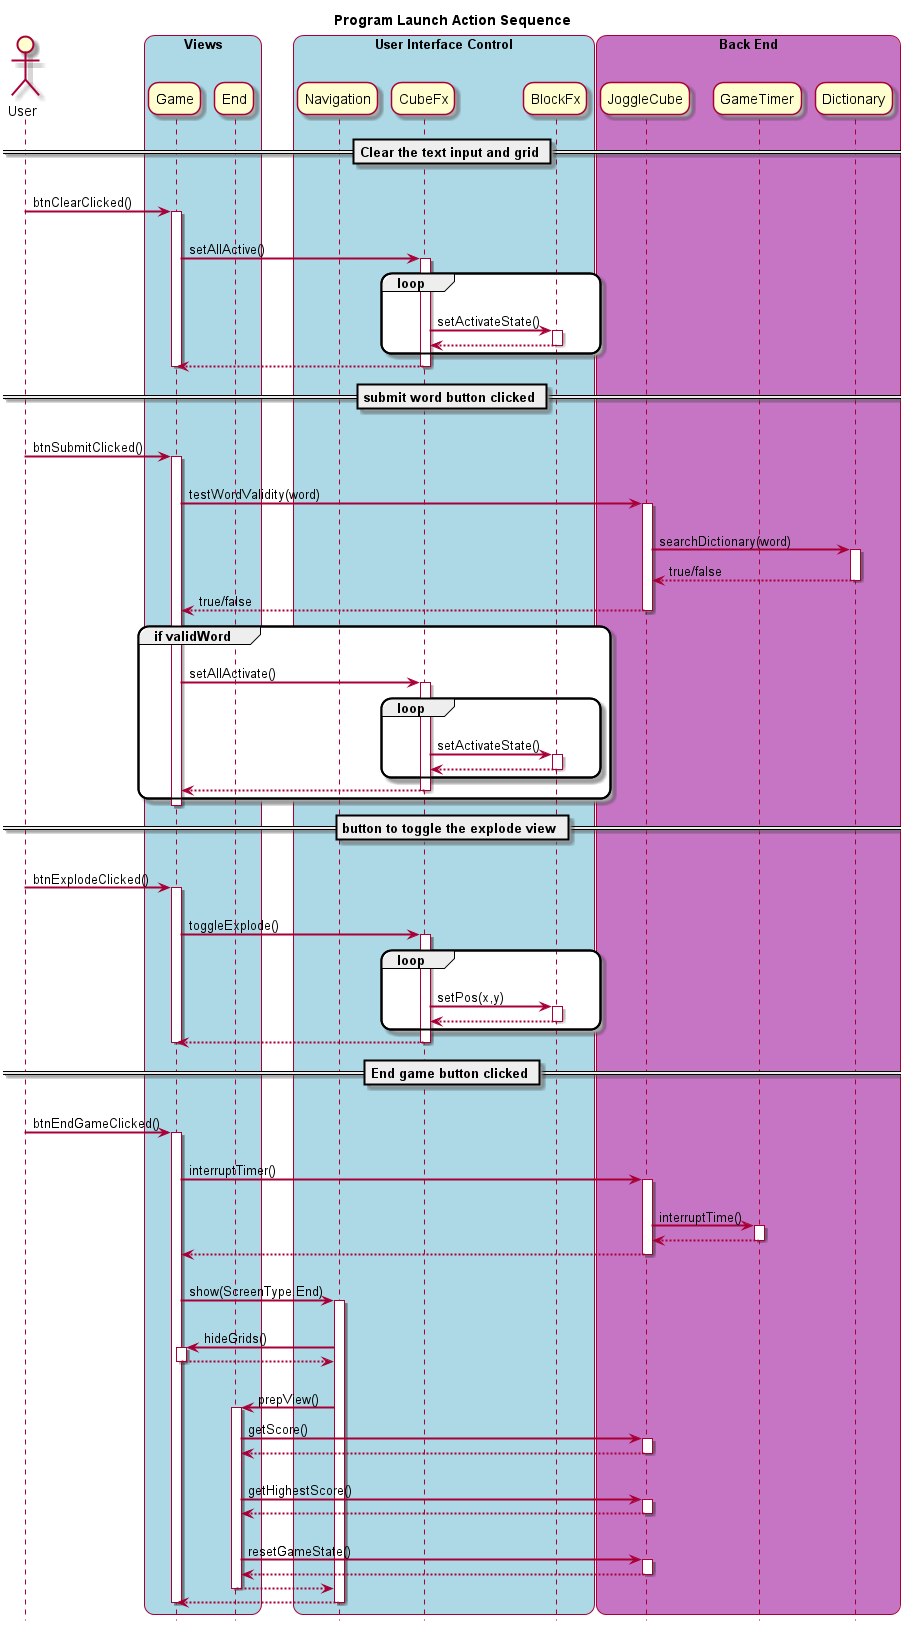 Program Launch Action Sequence
Views
User Interface Control
Back End
User
Game
End
Navigation
CubeFx
BlockFx
JoggleCube
GameTimer
Dictionary
Clear the text input and grid
btnClearClicked()
setAllActive()
loop
setActivateState()
submit word button clicked
btnSubmitClicked()
testWordValidity(word)
searchDictionary(word)
true/false
true/false
if validWord
setAllActivate()
loop
setActivateState()
button to toggle the explode view
btnExplodeClicked()
toggleExplode()
loop
setPos(x,y)
End game button clicked
btnEndGameClicked()
interruptTimer()
interruptTime()
show(ScreenType End)
hideGrids()
prepView()
getScore()
getHighestScore()
resetGameState()